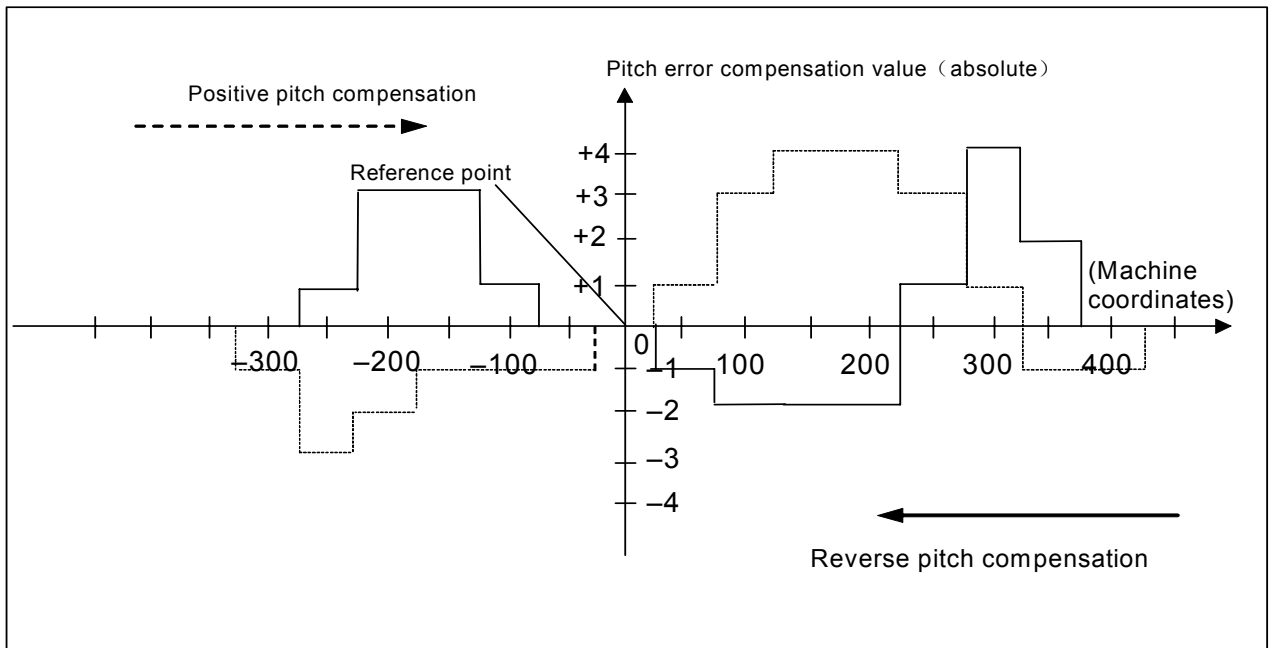 Pitch error compensation value（absolute）
Positive pitch compensation
+4
Reference point
+3
+2
+1
(Machine
coordinates)
0
–300
–200
–100
100
200
300
400
–1
–2
–3
–4
Reverse pitch compensation